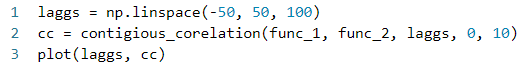 1 laggs = np.linspace(-50, 50, 100)
2 cc = contigious_corelation(func_1, func_2, laggs, 0, 10)
3 plot(laggs, cc)